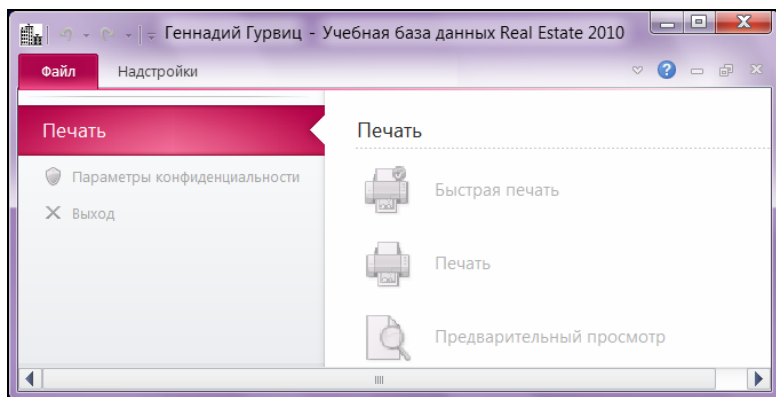 Геннадий Гурвиц - Учебная база данных Real Estate 2010
Файл Надстройки
Печать
Параметры конфиденциальности
Выход
Печать
Быстрая печать
Печать
Предварительный просмотр